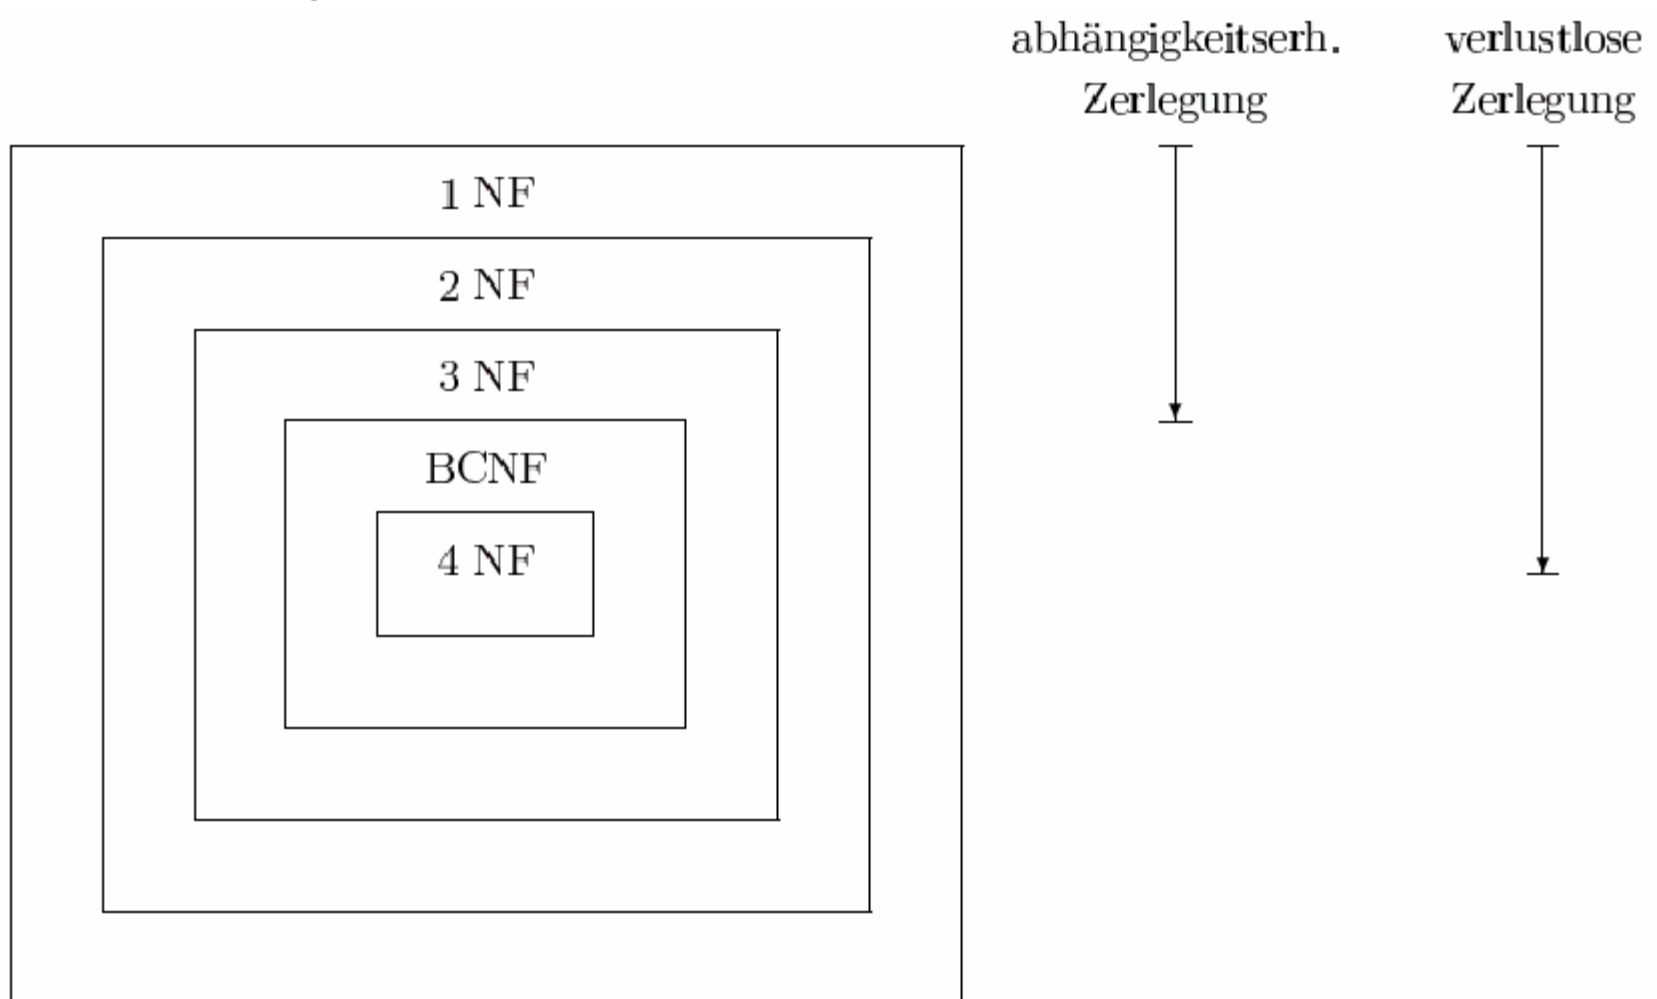 abhängigkeitserh.
Zerlegung
verlustlose
Zerlegung
1 NF
2 NF
3 NF
BCNF
4 NF